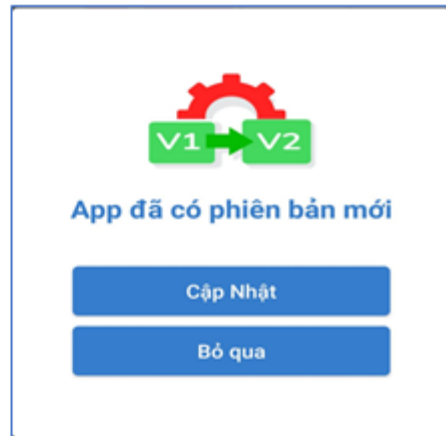 V1 V2
App đã có phiên bản mới
Cập Nhật
Bỏ qua